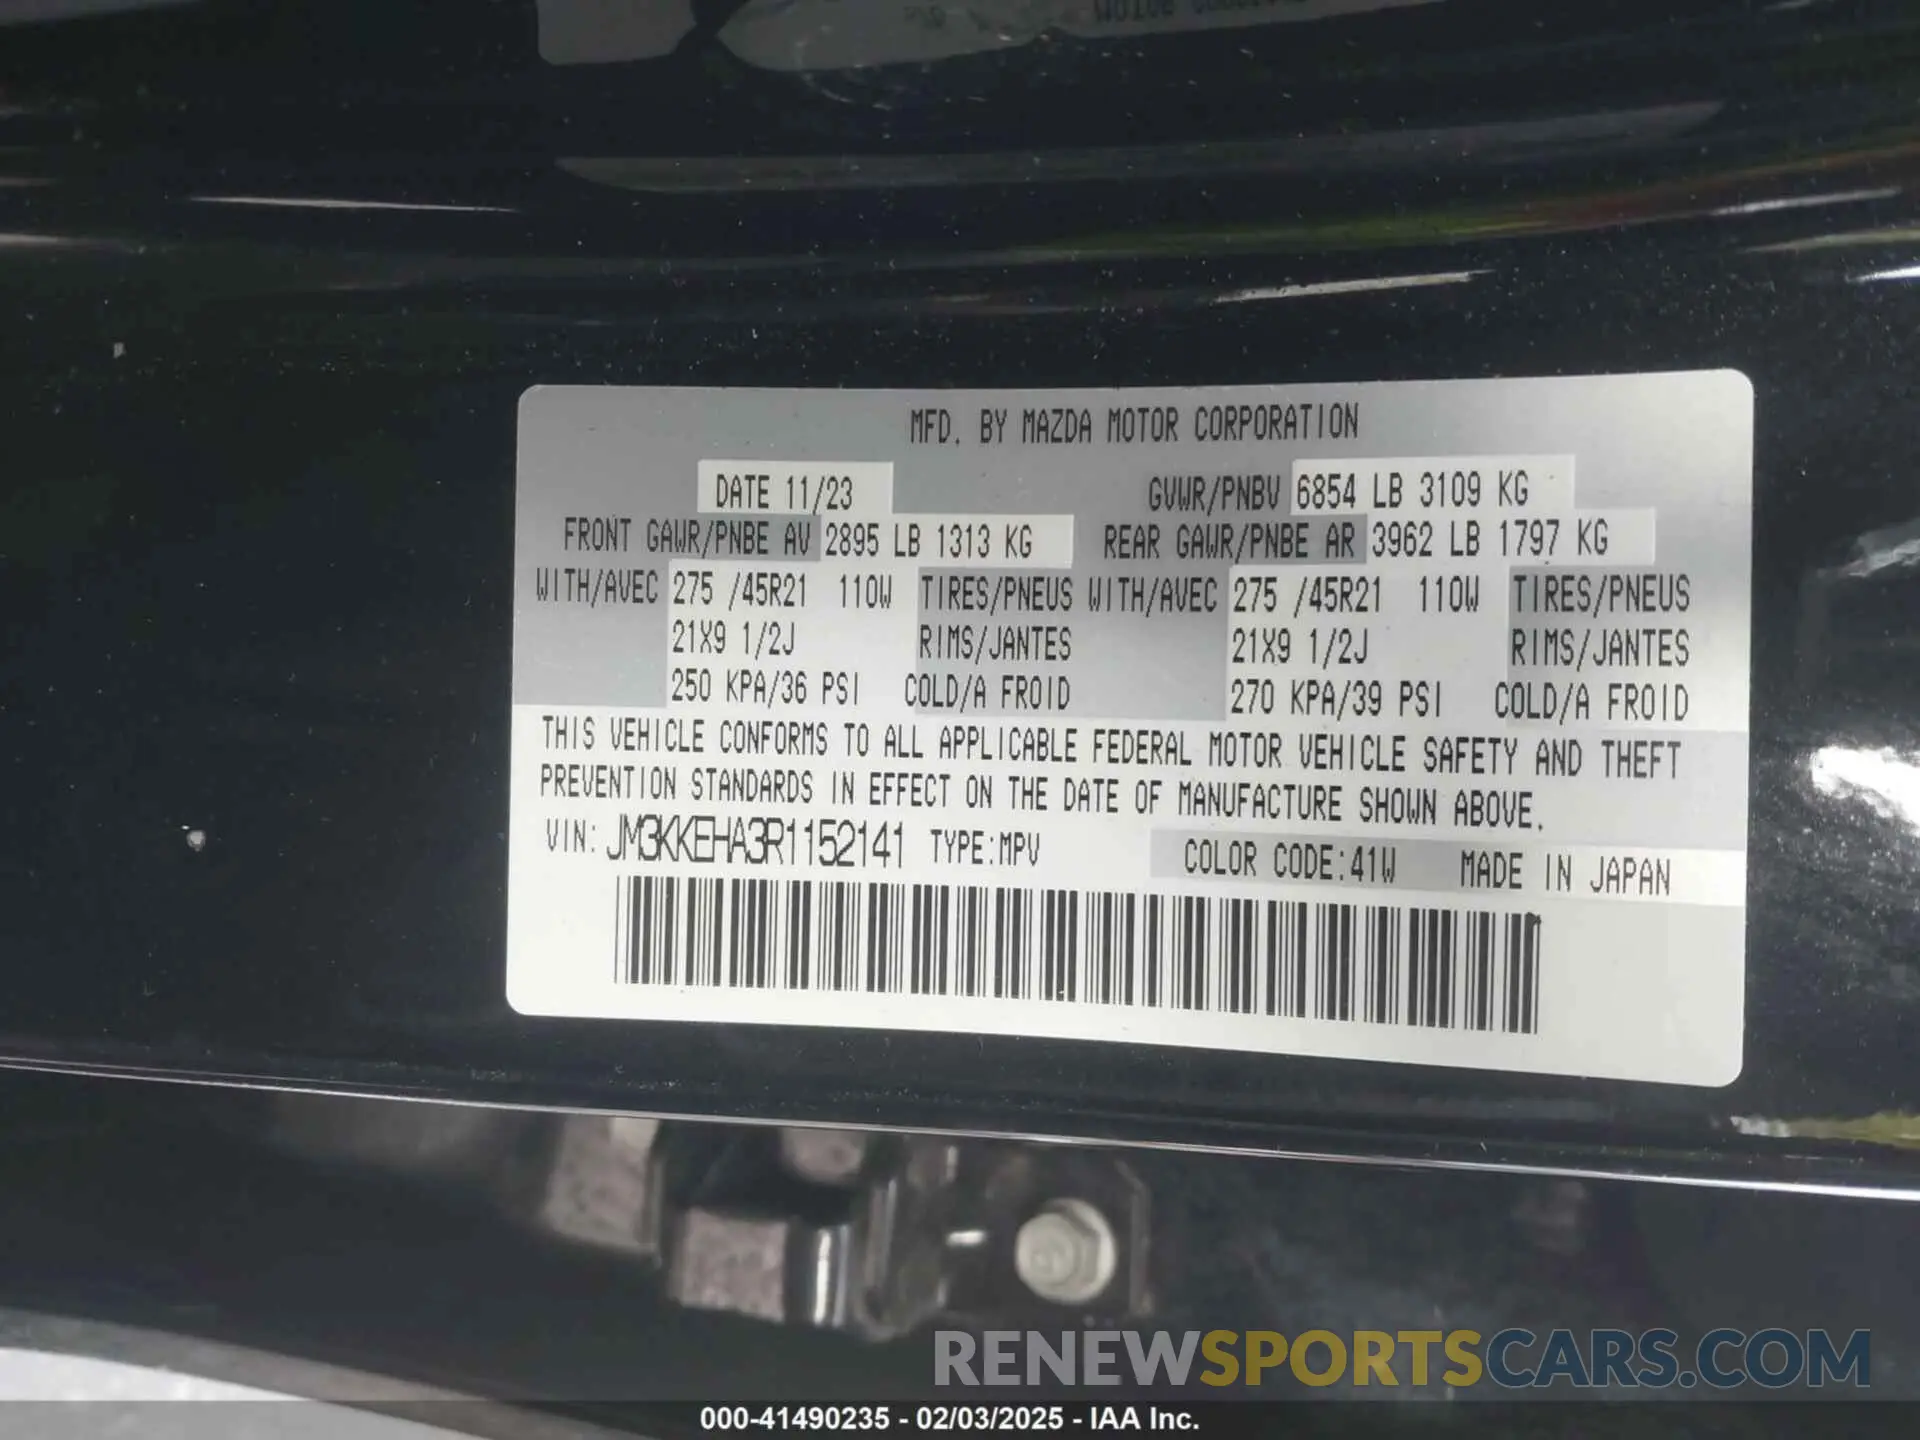 MFD. BY MAZDA MOTOR CORPORATION
DATE 11/23 GVWR/PNBV 6854 LB 3109 KG
FRONT GAWR/PNBE AV 2895 LB 1313 KG REAR GAWR/PNBE AR 3962 LB 1797 KG
WITH/AVEC 275 /45R21 110W TIRES/PNEUS WITH/AVEC 275 /45R21 110W TIRES/PNEUS
21X9 1/2J RIMS/JANTES 21X9 1/2J RIMS/JANTES
250 KPA/36 PSI COLD/A FROID 270 KPA/39 PSI COLD/A FROID
THIS VEHICLE CONFORMS TO ALL APPLICABLE FEDERAL MOTOR VEHICLE SAFETY AND THEFT
PREVENTION STANDARDS IN EFFECT ON THE DATE OF MANUFACTURE SHOWN ABOVE.
VIN: JM3KKEHA3R1152141 TYPE:MPV COLOR CODE:41W MADE IN JAPAN
RENEWSPORTSCARS.COM
000-41490235 - 02/03/2025 - IAA Inc.